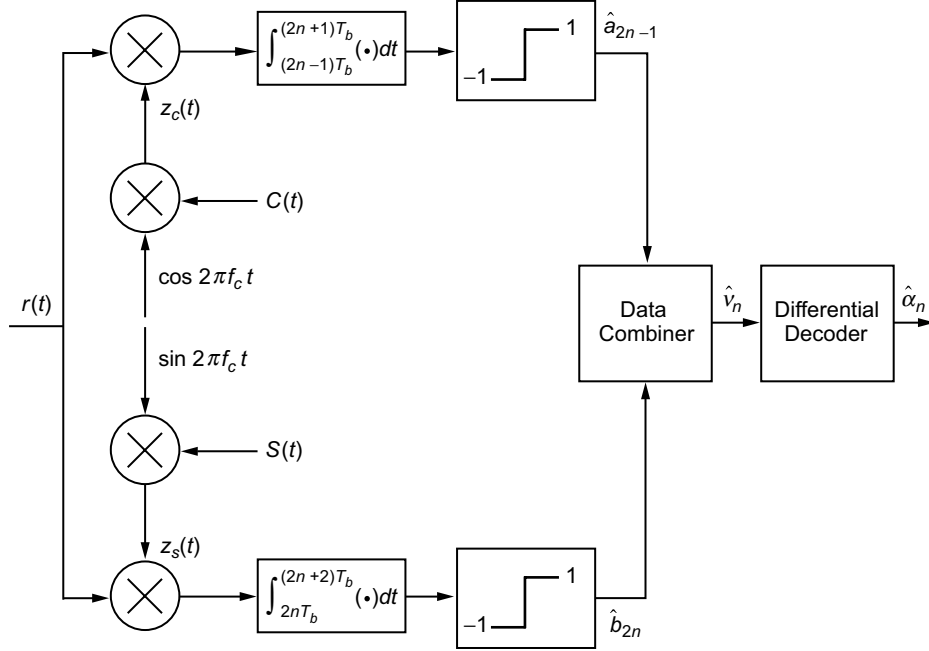 ∫_{(2n−1)T_b}^{(2n+1)T_b} (•)dt
1
−1
â_{2n−1}
z_c(t)
C(t)
cos 2πf_c t
r(t)
sin 2πf_c t
Data
Combiner
ν̂_n
Differential
Decoder
α̂_n
S(t)
z_s(t)
∫_{2nT_b}^{(2n+2)T_b} (•)dt
1
−1
b̂_{2n}